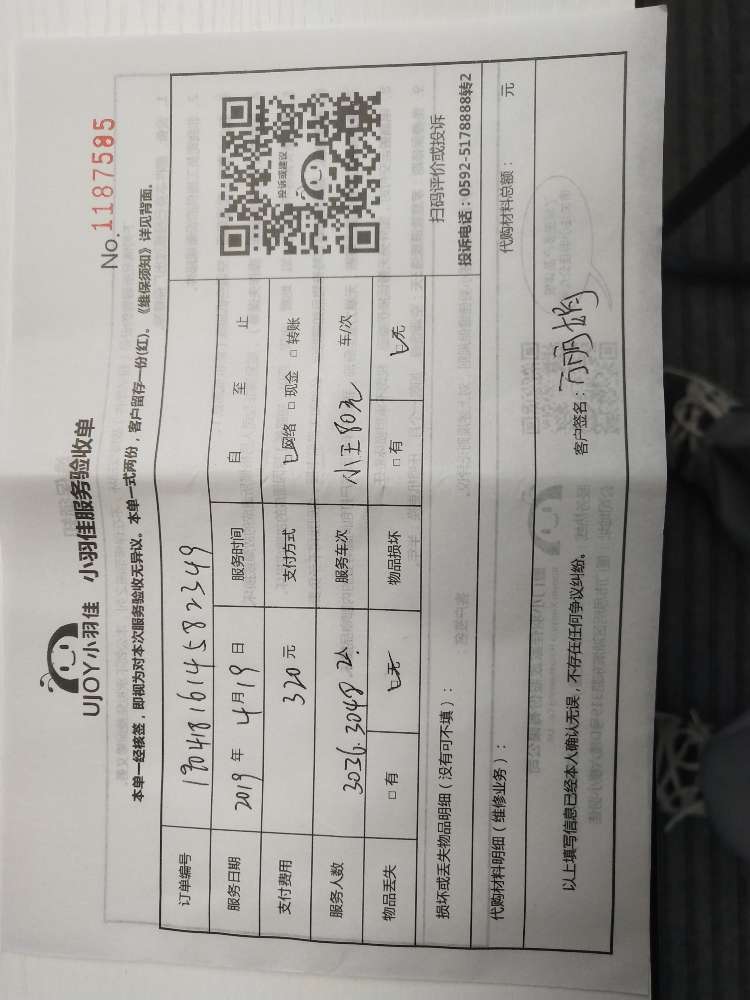 UJOY小羽佳 小羽佳服务验收单
No.1187585
本单一经核签，即视为对本次服务验收无异议。本单一式两份，客户留存一份(红)。《维保须知》详见背面。
订单编号 1904181614582349
服务日期 2019 年 4 月 19 日 服务时间 自 至 止
支付费用 320 元 支付方式 □网络 □ 现金 □ 转账
服务人数 3036.3048 2人 服务车次 小王80元 车/次
物品丢失 □ 有 □无 物品损坏 □ 有 □无
投诉或建议
扫码评价或投诉
投诉电话：0592-5178888转2
损坏或丢失物品明细（没有可不填）：
代购材料明细（维修业务）： 代购材料总额： 元
以上填写信息已经本人确认无误，不存在任何争议纠纷。 客户签名：